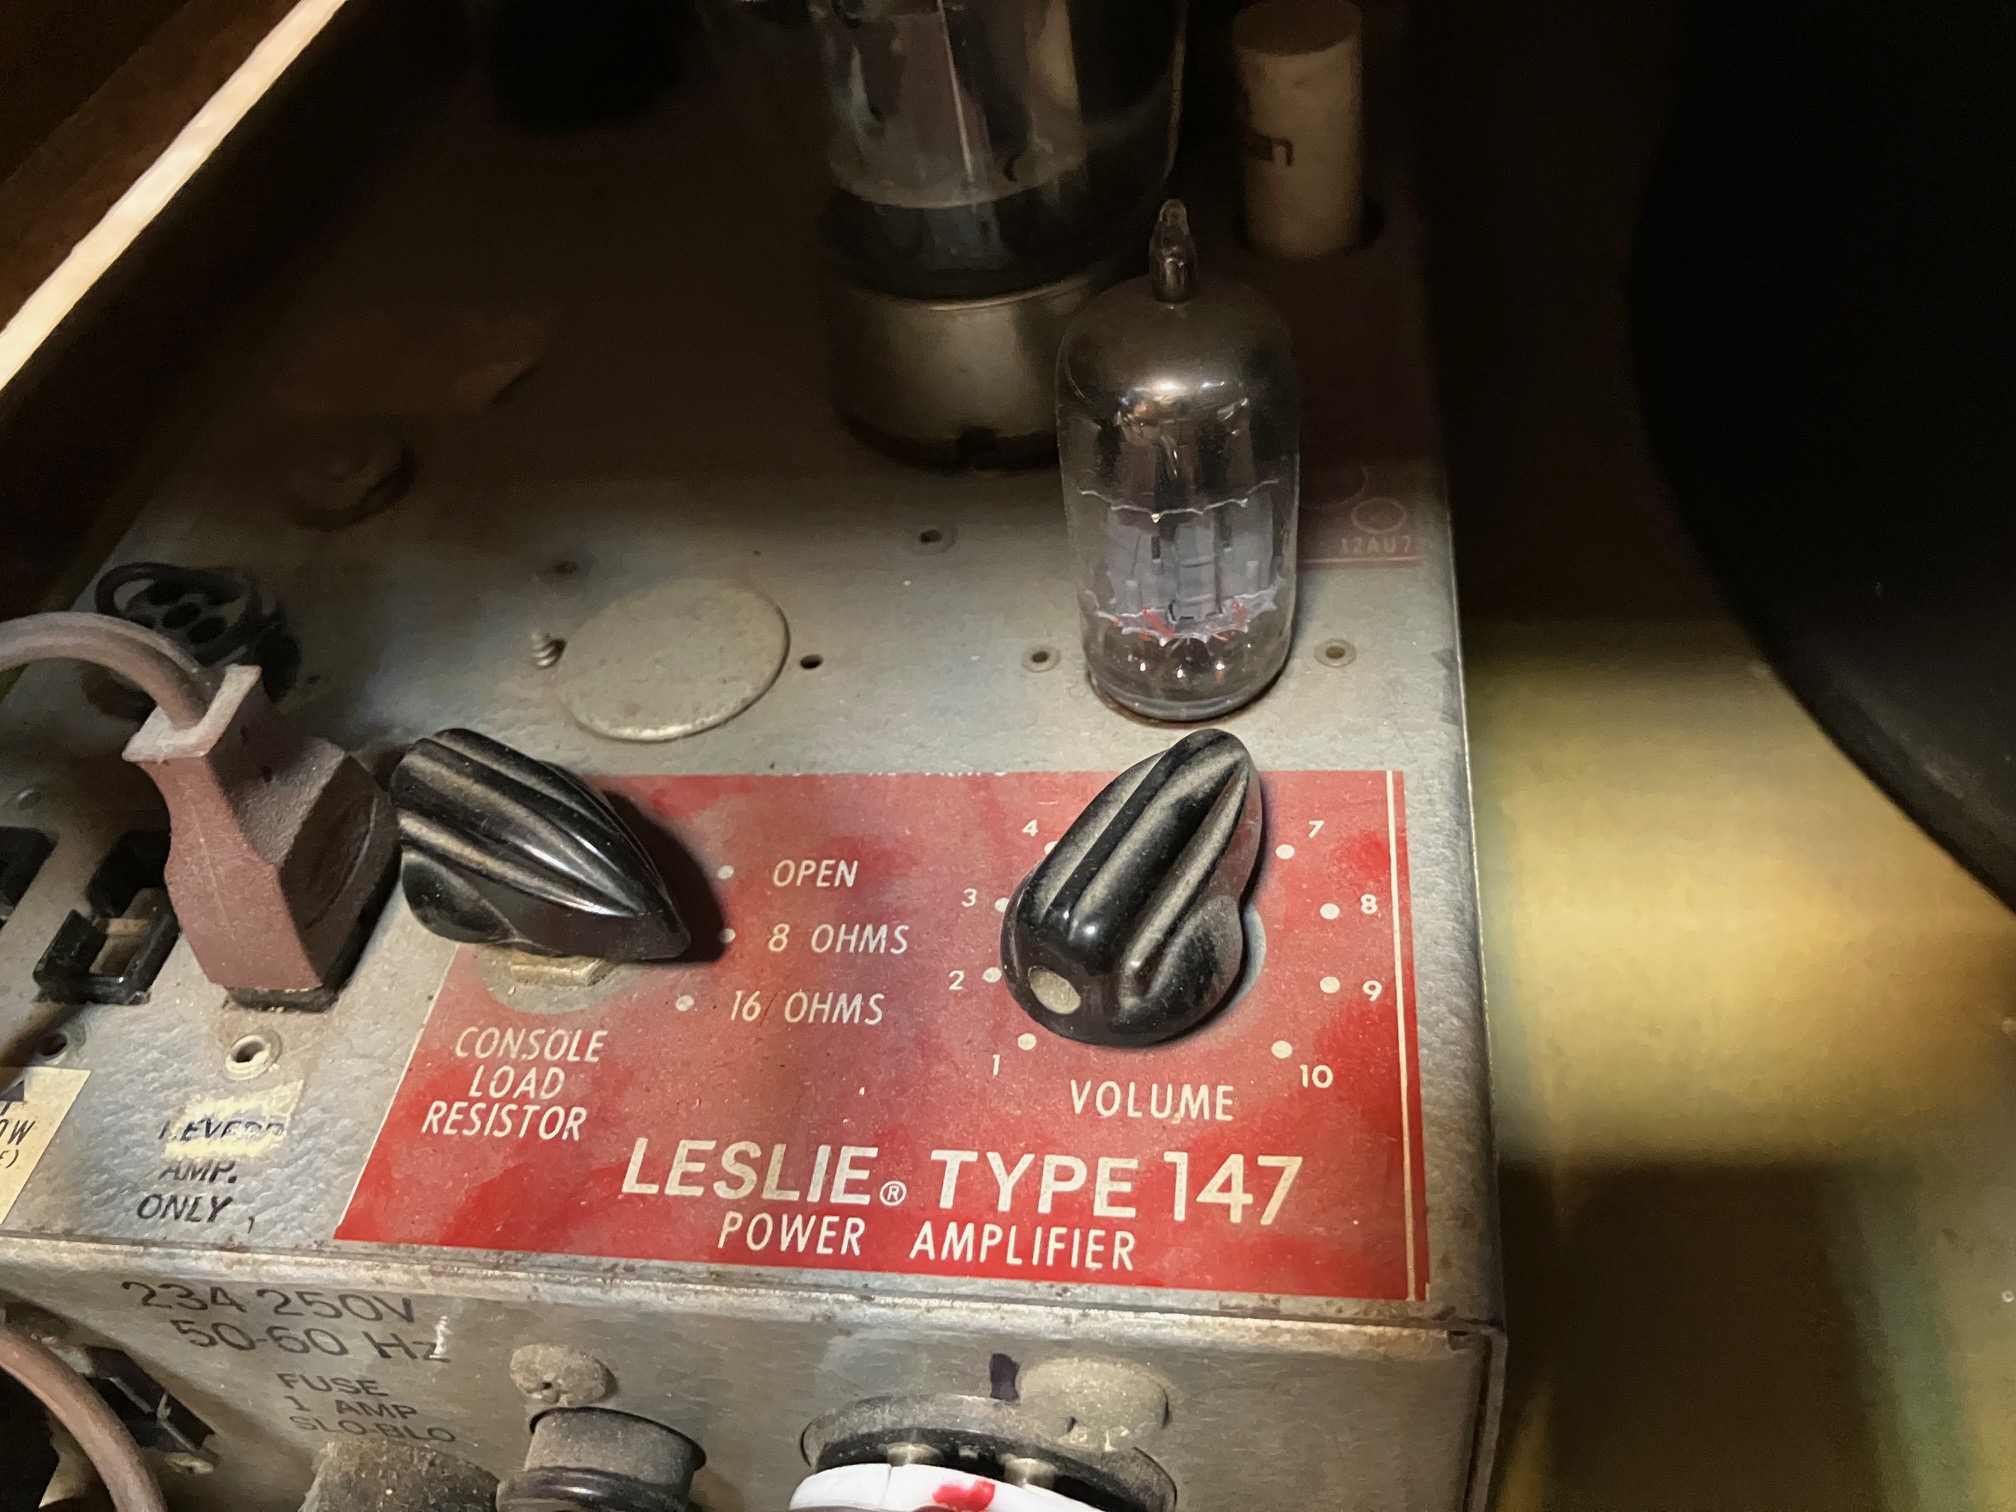 12AU7
4
7
OPEN
3
8
8 OHMS
2
9
16 OHMS
1
10
CONSOLE
LOAD
RESISTOR
VOLUME
LESLIE® TYPE 147
POWER AMPLIFIER
AMP.
ONLY
234 250V
50-60 Hz
FUSE
1 AMP
SLO-BLO